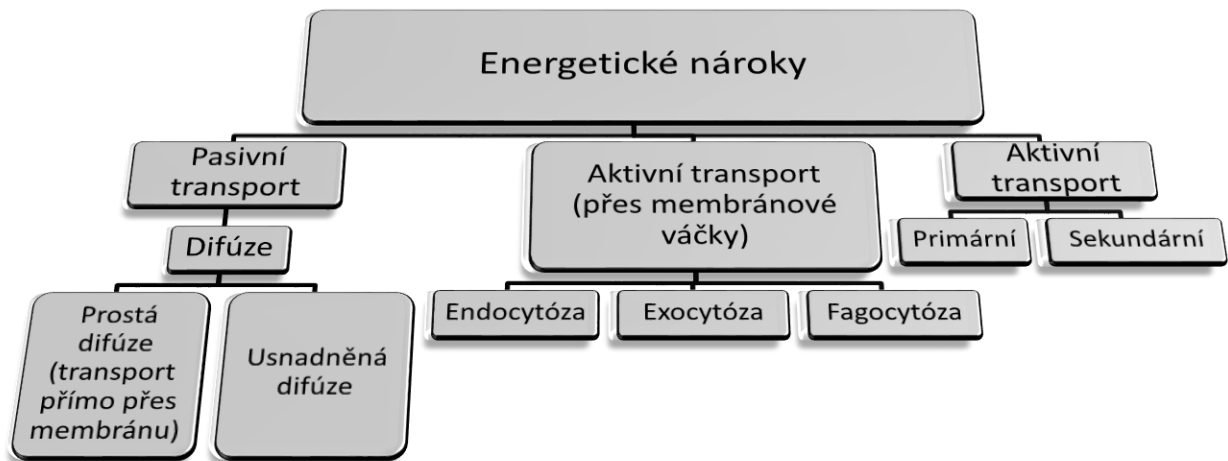 Energetické nároky
Pasivní
transport
Difúze
Prostá
difúze
(transport
přímo přes
membránu)
Usnadněná
difúze
Aktivní transport
(přes membránové
váčky)
Endocytóza
Exocytóza
Fagocytóza
Aktivní
transport
Primární
Sekundární